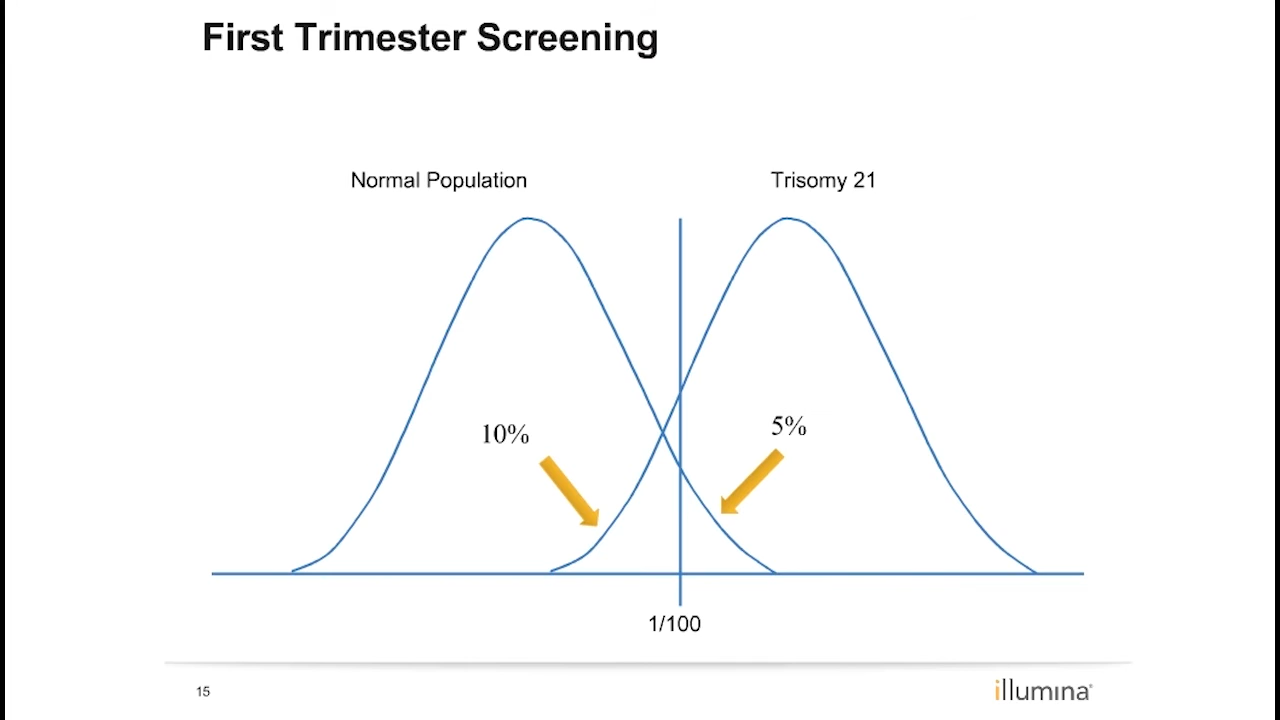 First Trimester Screening
Normal Population
Trisomy 21
10%
5%
1/100
15
illumina®